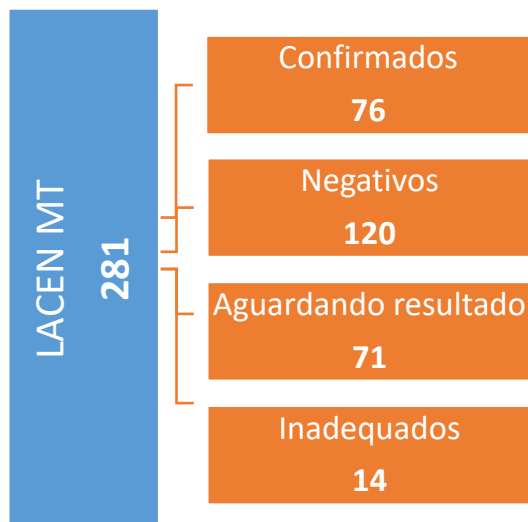 LACEN MT
281
Confirmados
76
Negativos
120
Aguardando resultado
71
Inadequados
14